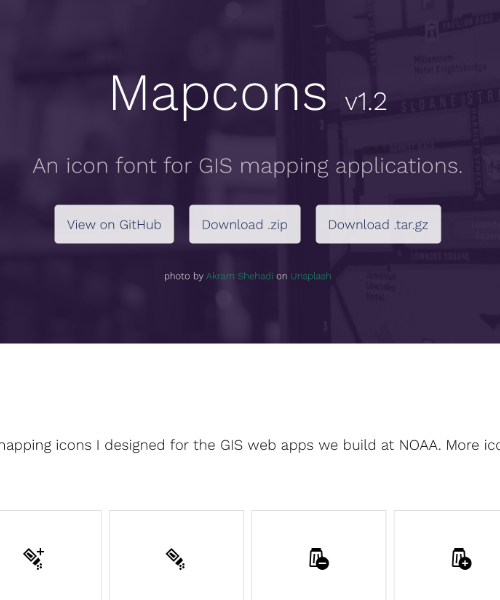 Mapcons v1.2
An icon font for GIS mapping applications.
View on GitHub
Download .zip
Download .tar.gz
photo by Akram Shehadi on Unsplash
mapping icons I designed for the GIS web apps we build at NOAA. More